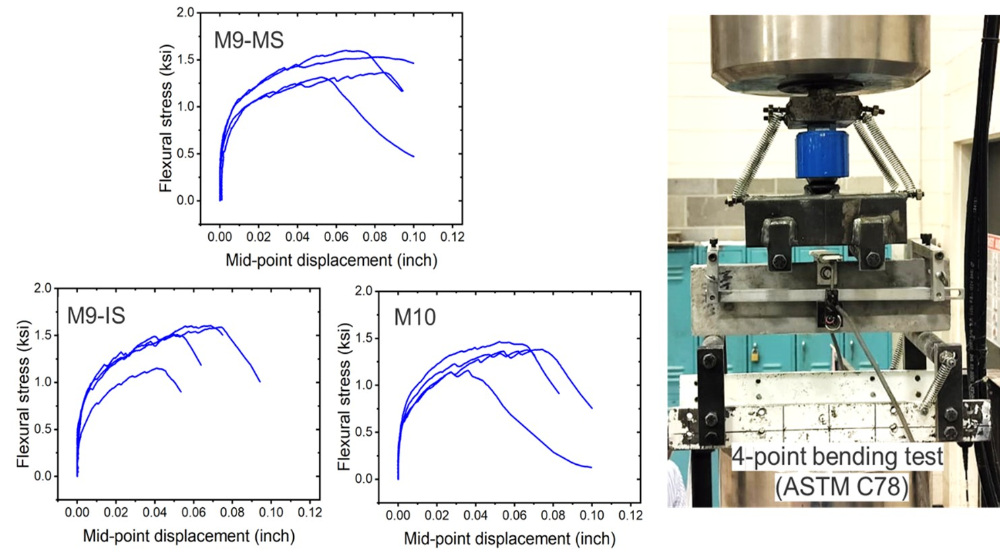 M9-MS
Flexural stress (ksi)
2.0
1.5
1.0
0.5
0.0
0.00 0.02 0.04 0.06 0.08 0.10 0.12
Mid-point displacement (inch)
M9-IS
Flexural stress (ksi)
2.0
1.5
1.0
0.5
0.0
0.00 0.02 0.04 0.06 0.08 0.10 0.12
Mid-point displacement (inch)
M10
Flexural stress (ksi)
2.0
1.5
1.0
0.5
0.0
0.00 0.02 0.04 0.06 0.08 0.10 0.12
Mid-point displacement (inch)
4-point bending test
(ASTM C78)